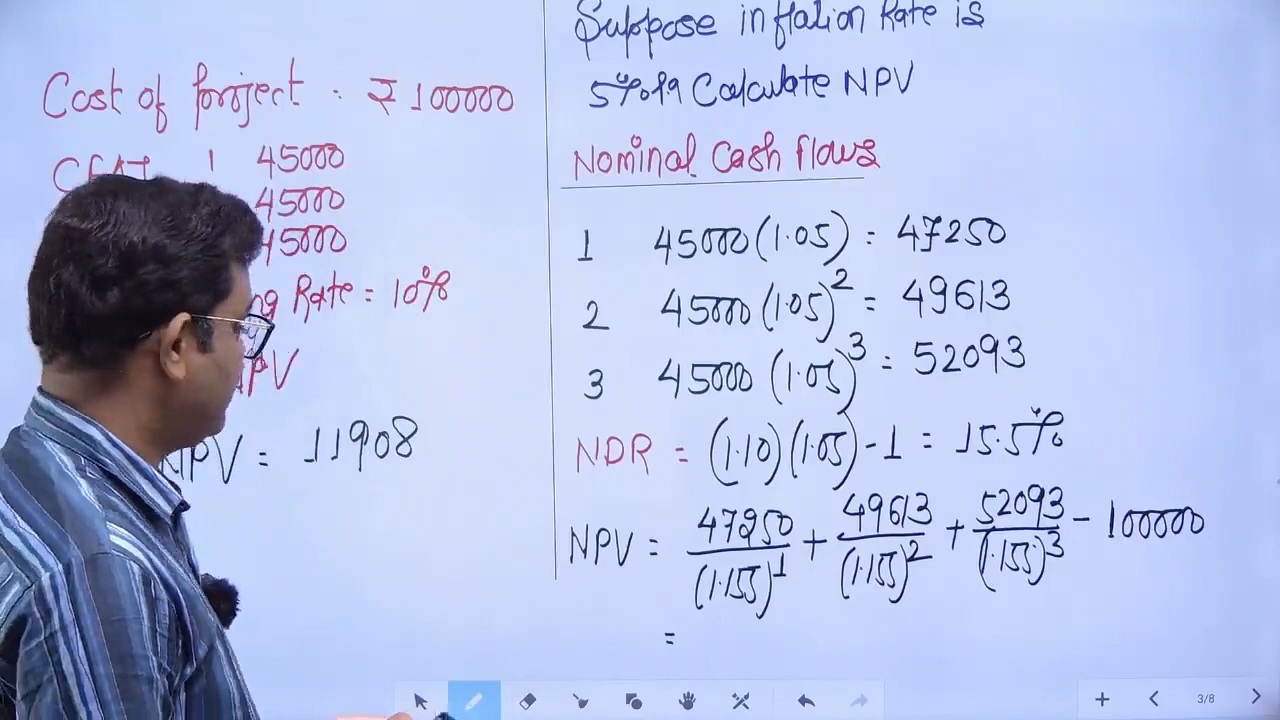 Cost of Project : ₹ 100000
CFAT 1 45000
45000
45000
Rate = 10%
NPV
NPV = 11908
Suppose inflation Rate is
5% Calculate NPV
Nominal Cash flows
1 45000(1.05) = 47250
2 45000(1.05)² = 49613
3 45000(1.05)³ = 52093
NDR = (1.10)(1.05)-1 = 15.5%
NPV = 47250/(1.155)¹ + 49613/(1.155)² + 52093/(1.155)³ - 100000
=
3/8